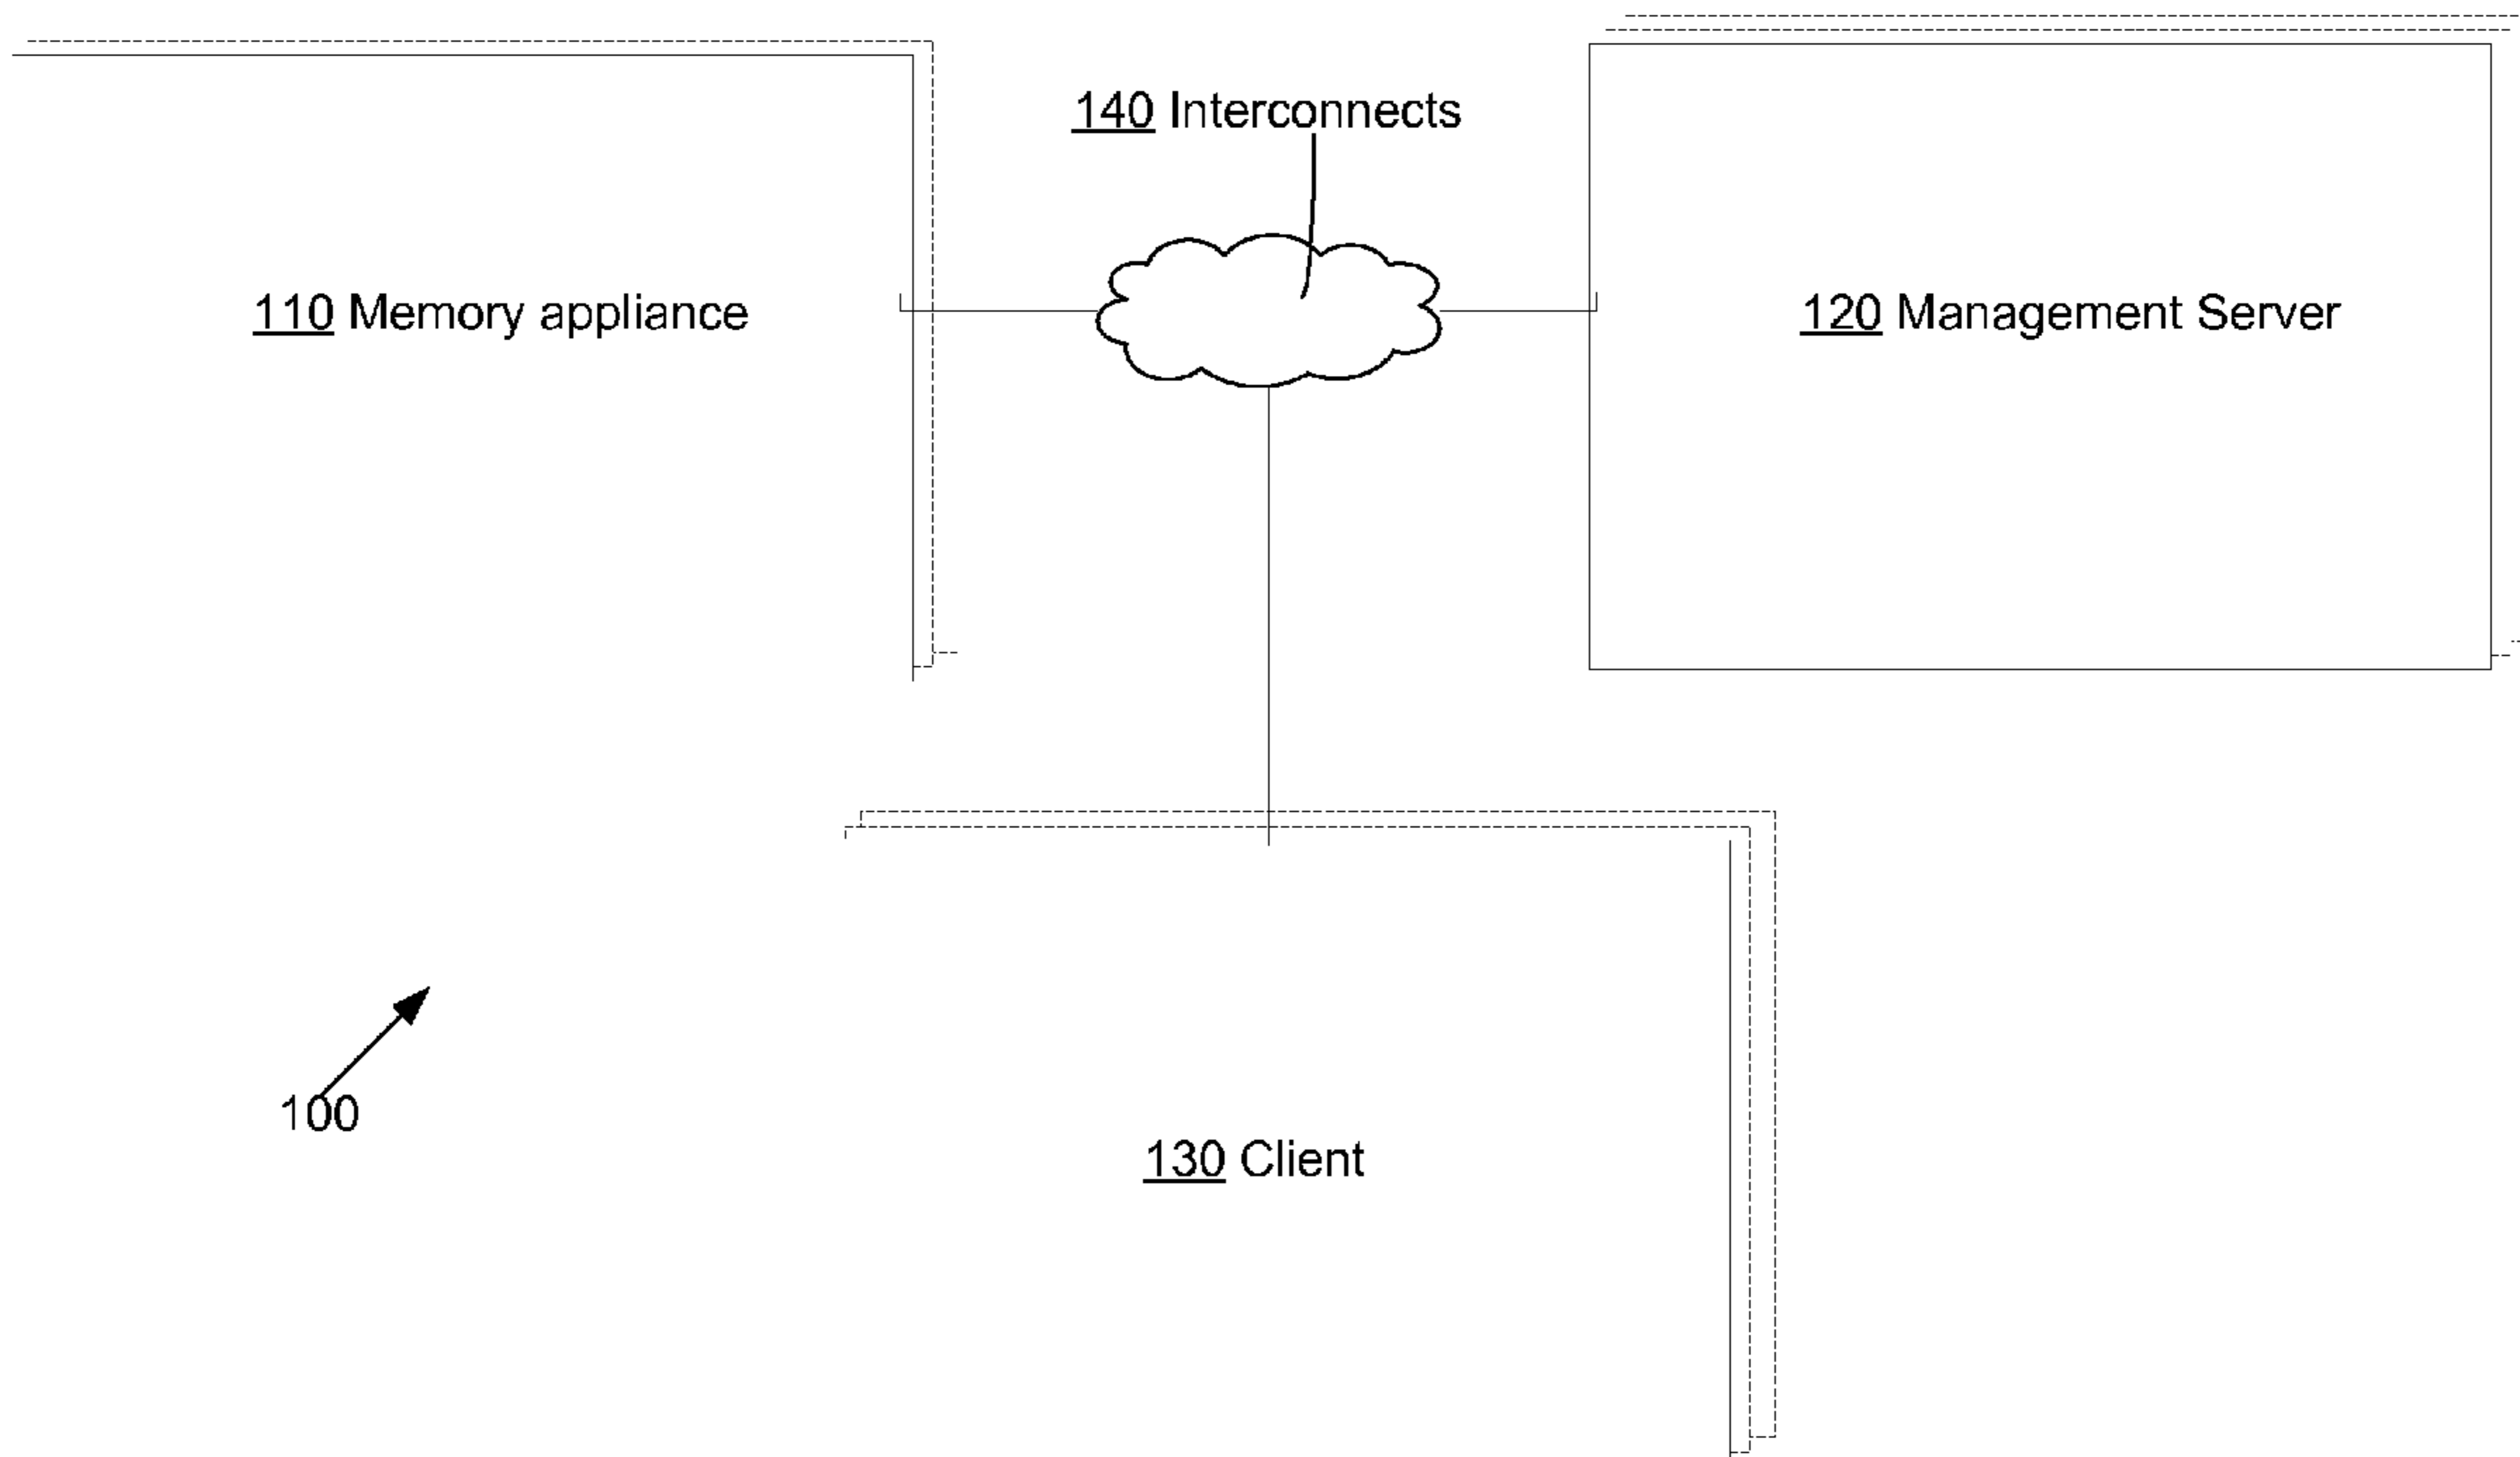 140 Interconnects
110 Memory appliance
120 Management Server
100
130 Client